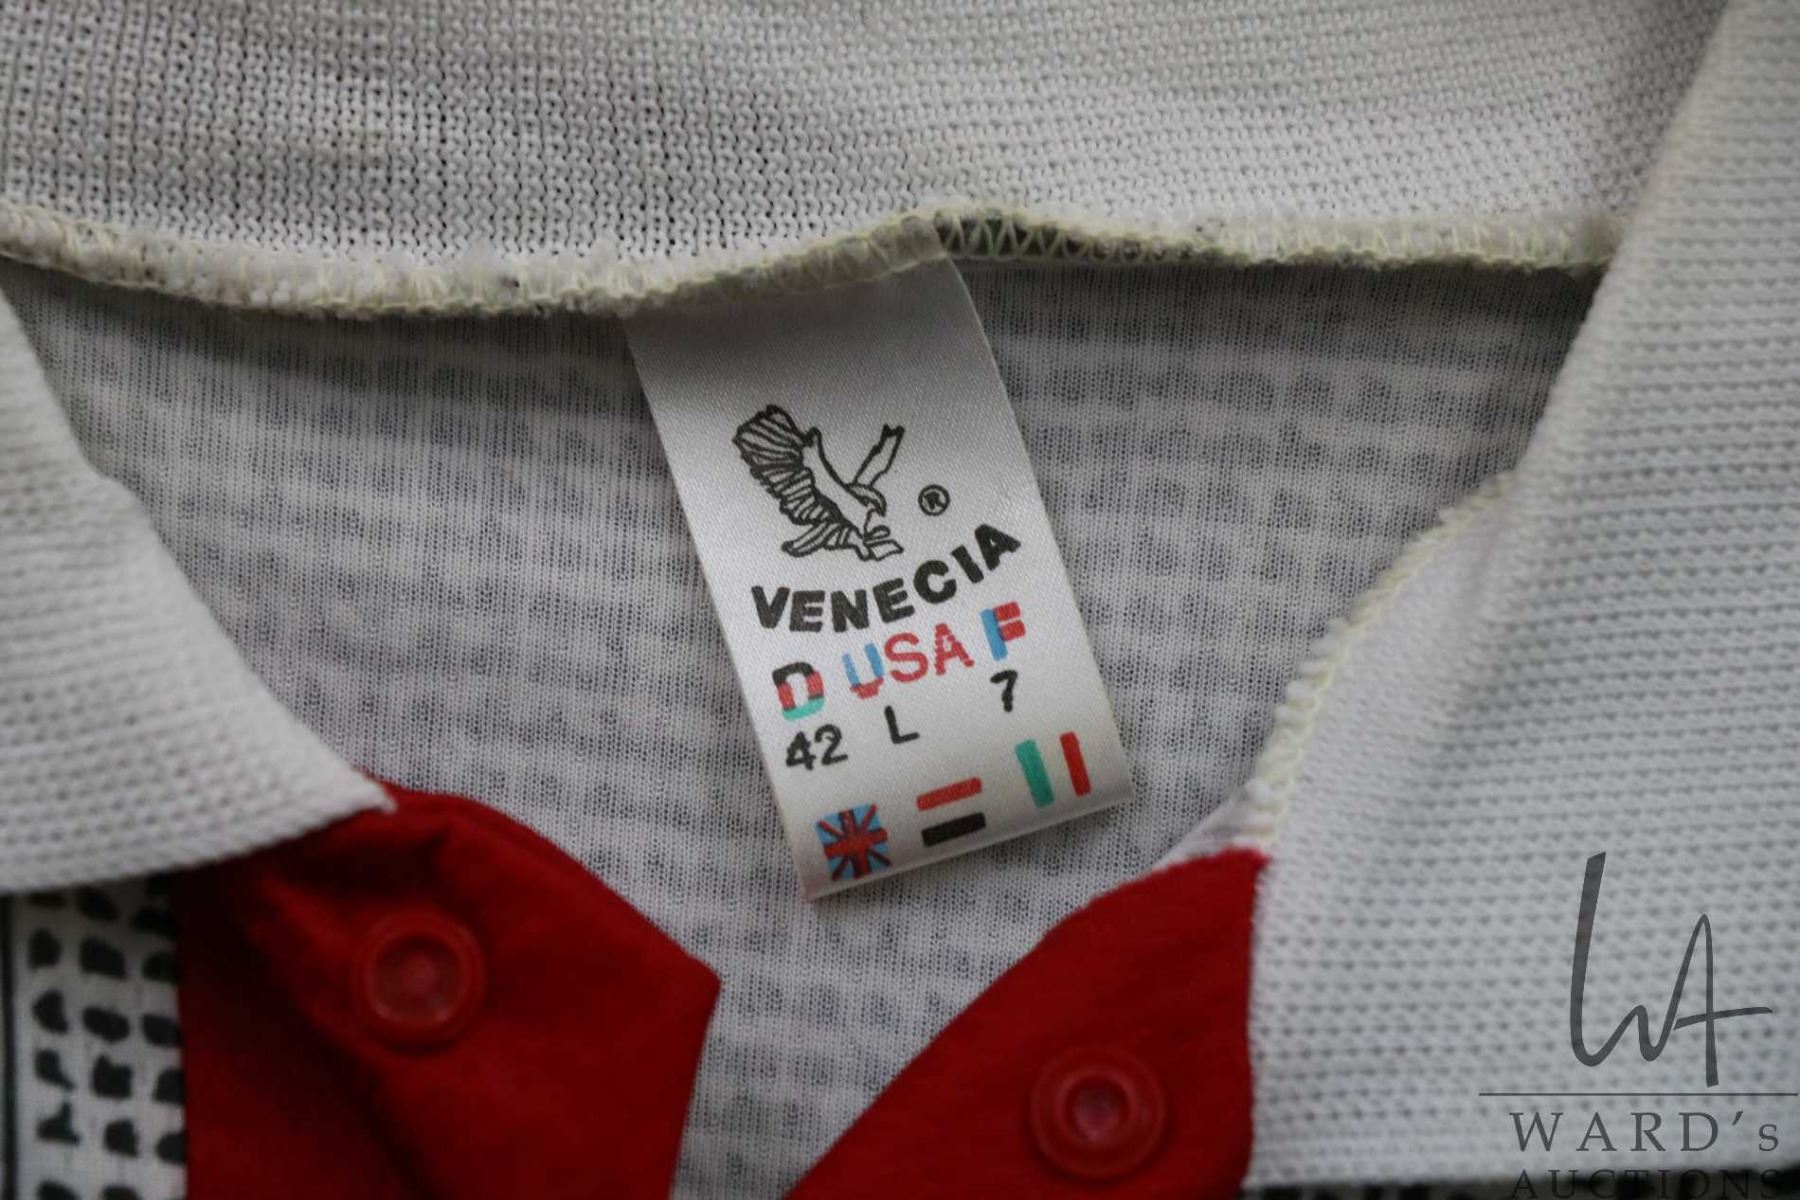 ®
VENECIA
D USA F
42 L 7
WARD's
AUCTIONS